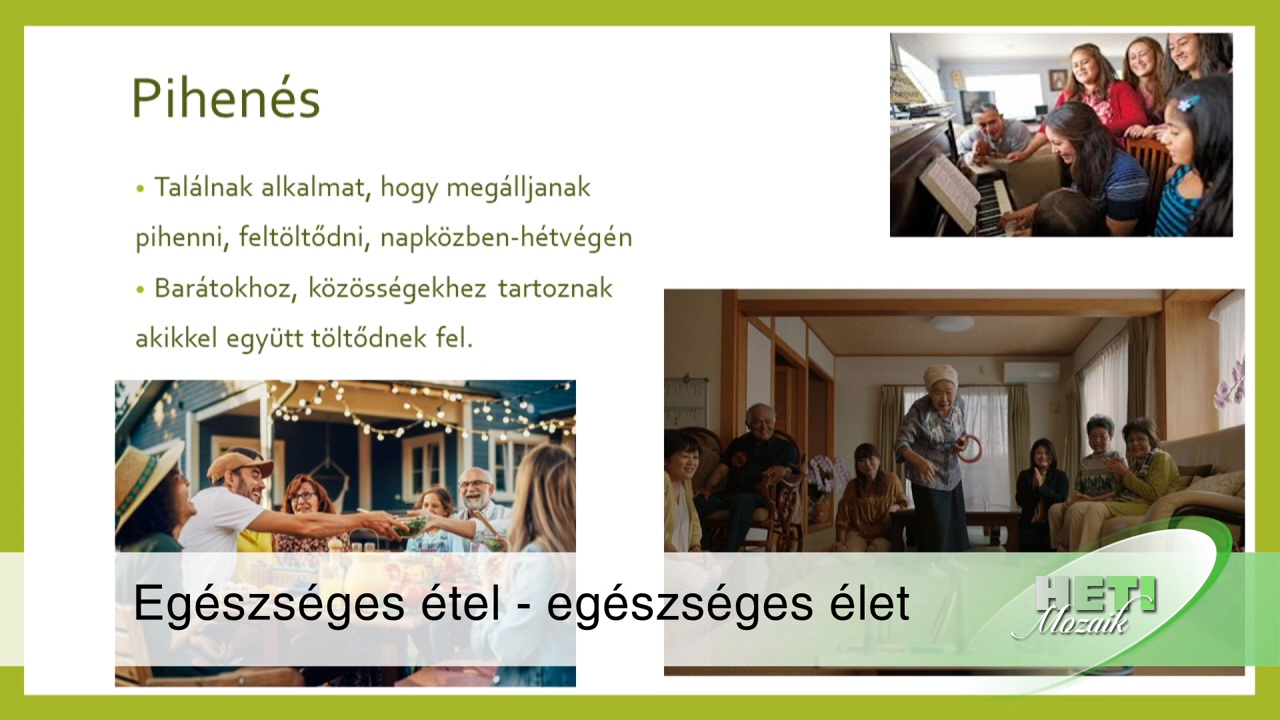 Pihenés
• Találnak alkalmat, hogy megálljanak
pihenni, feltöltődni, napközben-hétvégén
• Barátokhoz, közösségekhez tartoznak
akikkel együtt töltődnek fel.
Egészséges étel - egészséges élet
HETI
Mozaik